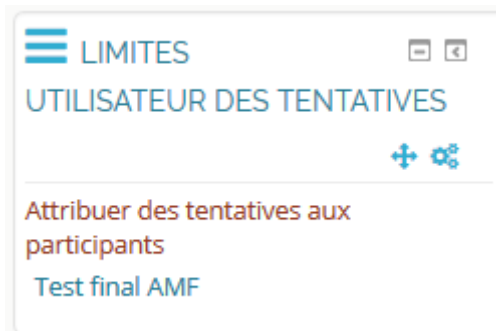 LIMITES
UTILISATEUR DES TENTATIVES
Attribuer des tentatives aux
participants
Test final AMF